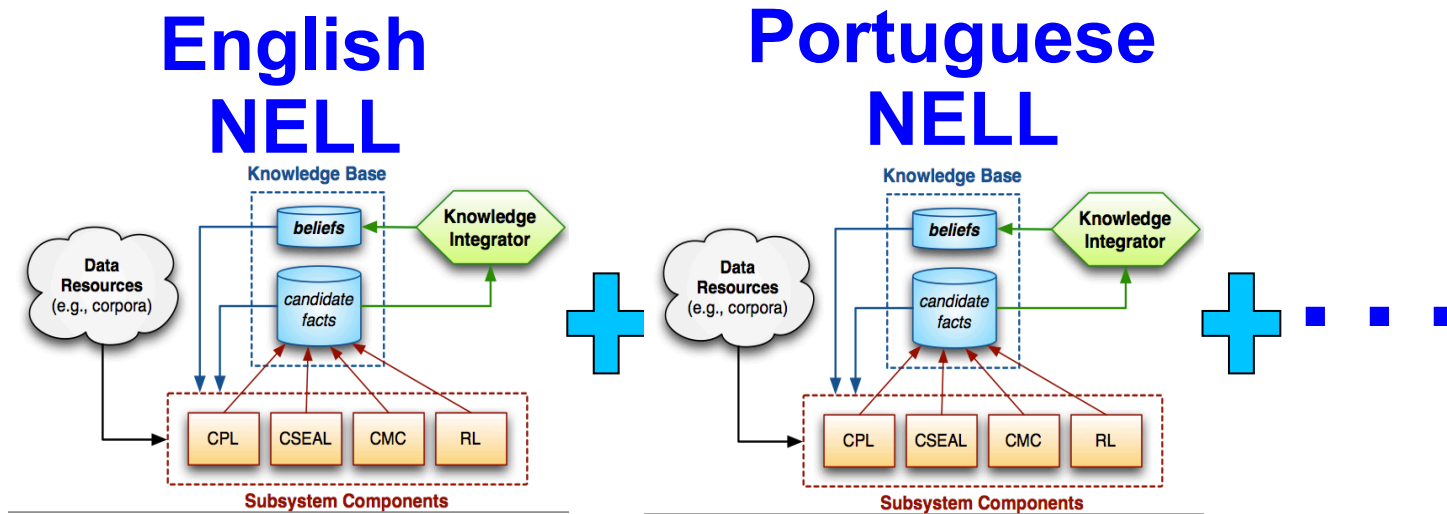 English
NELL
Knowledge Base
beliefs
Knowledge
Integrator
Data
Resources
(e.g., corpora)
candidate
facts
CPL
CSEAL
CMC
RL
Subsystem Components
Portuguese
NELL
Knowledge Base
beliefs
Knowledge
Integrator
Data
Resources
(e.g., corpora)
candidate
facts
CPL
CSEAL
CMC
RL
Subsystem Components